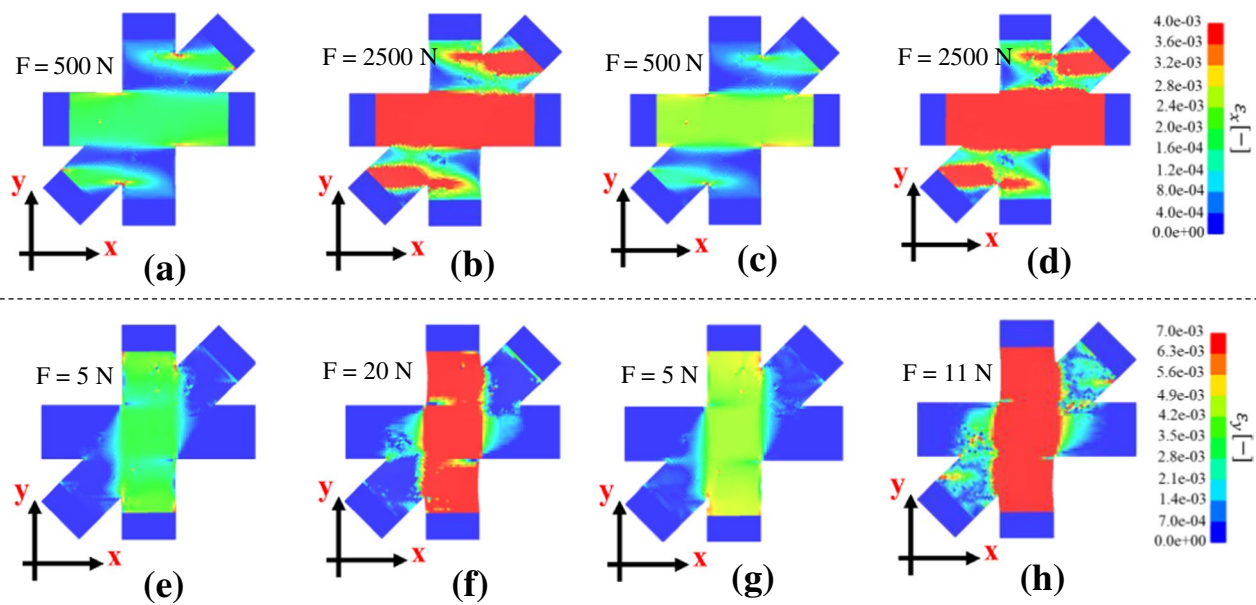 F = 500 N
F = 2500 N
F = 500 N
F = 2500 N
4.0e-03
3.6e-03
3.2e-03
2.8e-03
2.4e-03
2.0e-03
1.6e-04
1.2e-04
8.0e-04
4.0e-04
0.0e+00
εx[−]
y
x
y
x
y
x
y
x
(a)
(b)
(c)
(d)
F = 5 N
F = 20 N
F = 5 N
F = 11 N
7.0e-03
6.3e-03
5.6e-03
4.9e-03
4.2e-03
3.5e-03
2.8e-03
2.1e-03
1.4e-03
7.0e-04
0.0e+00
εy[−]
y
x
y
x
y
x
y
x
(e)
(f)
(g)
(h)